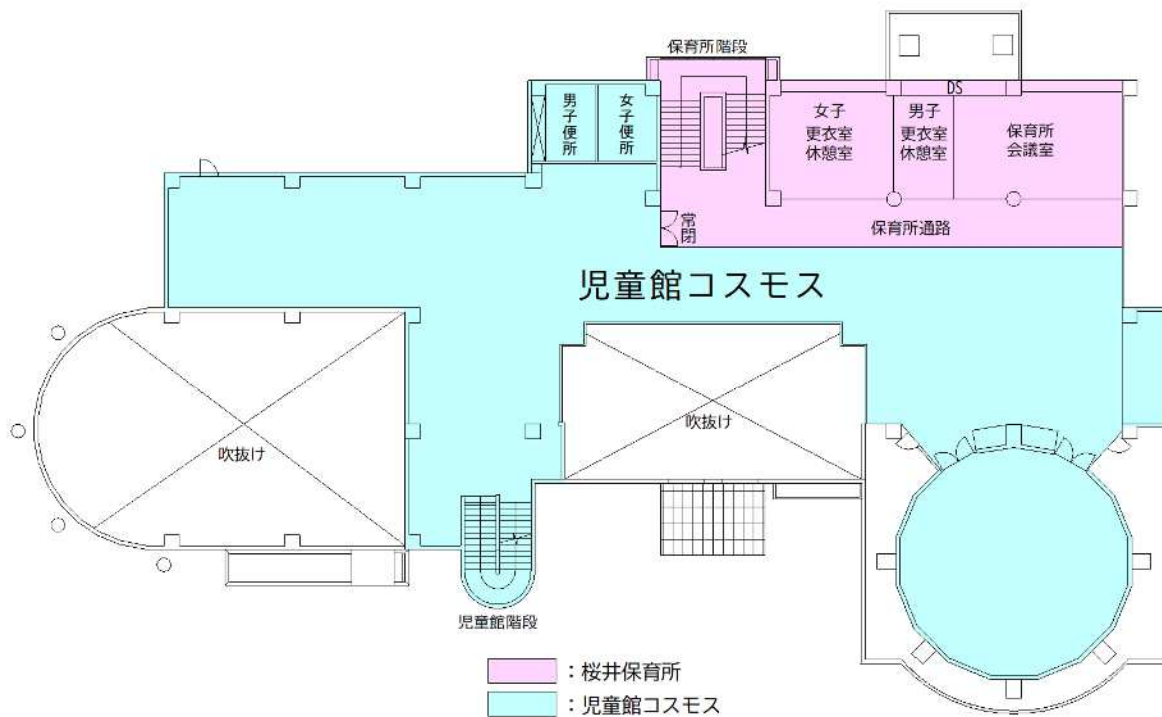 保育所階段
DS
男子便所
女子便所
女子
更衣室
休憩室
男子
更衣室
休憩室
保育所
会議室
常閉
保育所通路
児童館コスモス
吹抜け
吹抜け
児童館階段
：桜井保育所
：児童館コスモス